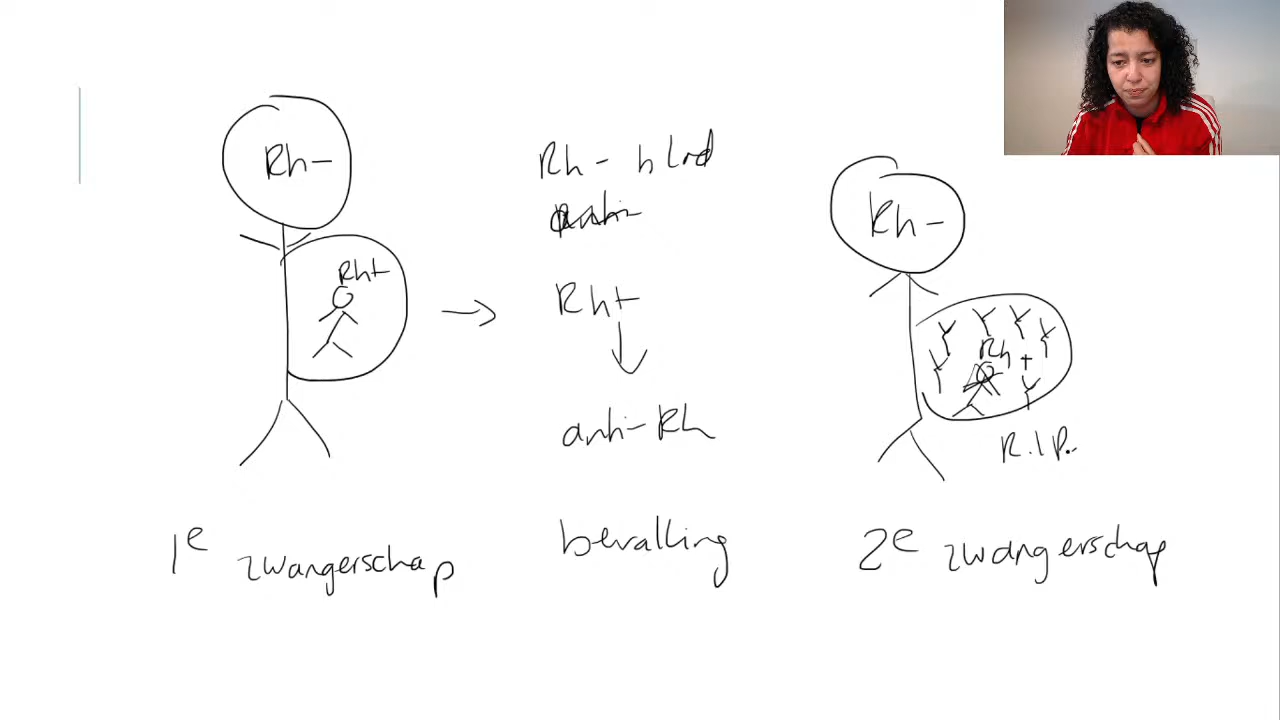 Rh-
Rh+
1e zwangerschap
Rh- blod
Rh+
anti-Rh
bevalling
Rh-
Rh+
R.I.P.
2e zwangerschap